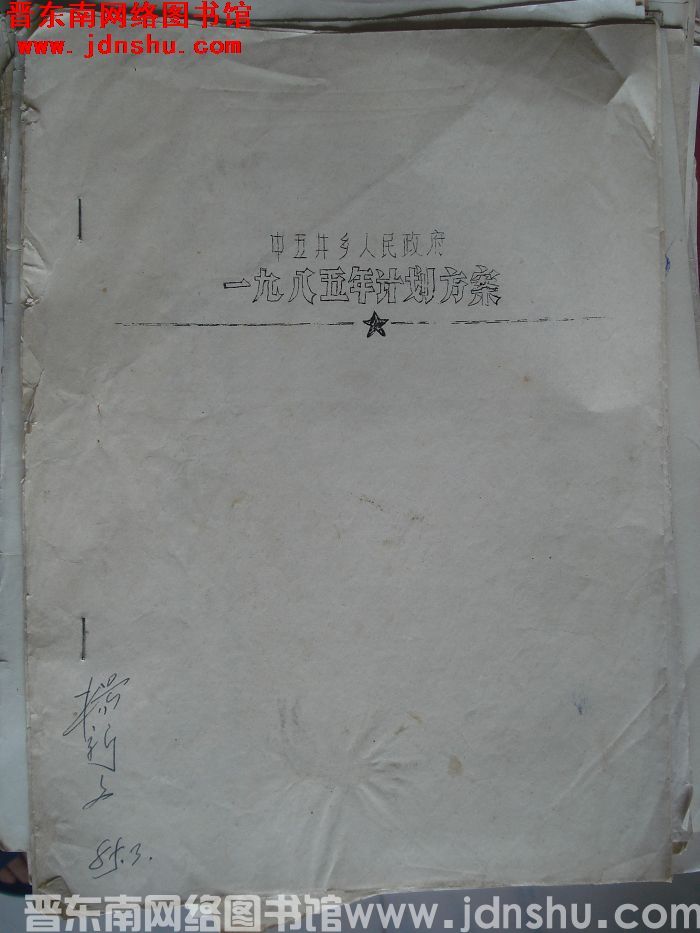 晋东南网络图书馆
www.jdnshu.com
中五井乡人民政府
一九八五年计划方案
新
85.3.
晋东南网络图书馆www.jdnshu.com